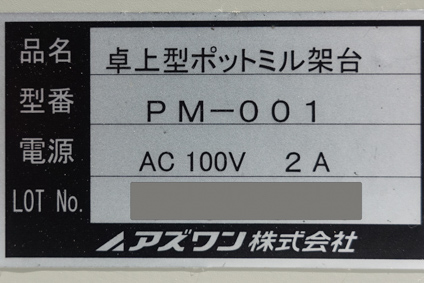 品名 卓上型ポットミル架台
型番 PM-001
電源 AC 100V 2A
LOT No.
アズワン株式会社